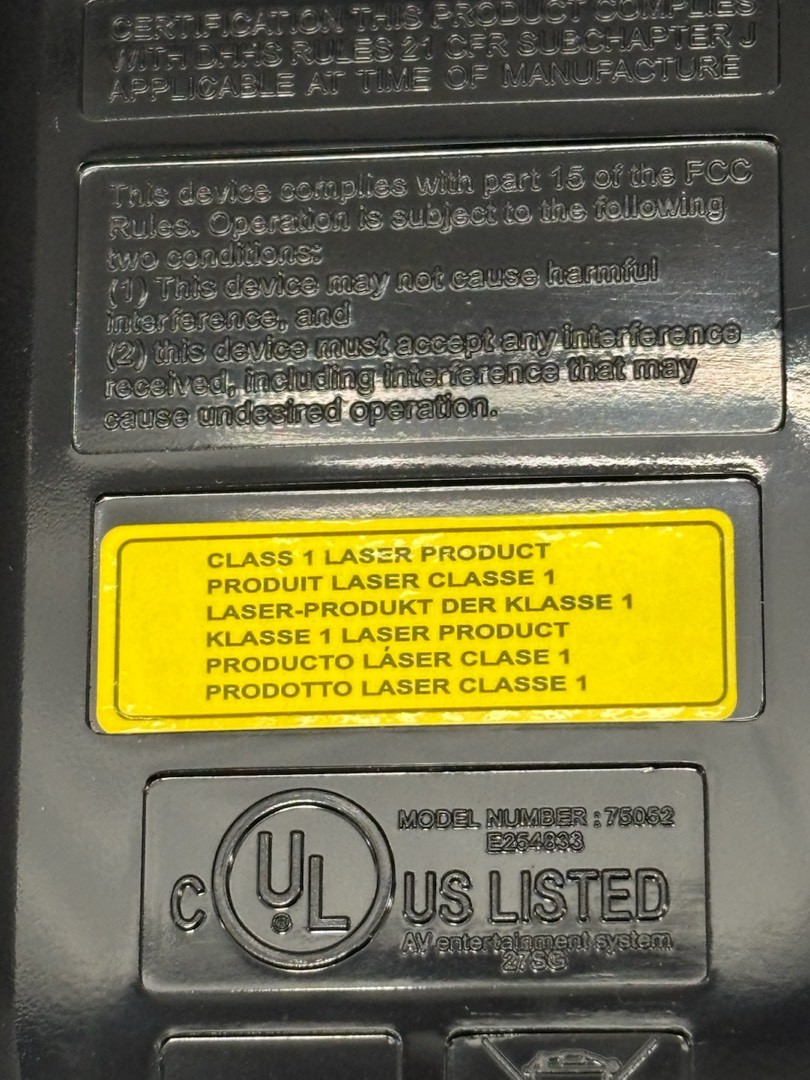 CERTIFICATION THIS PRODUCT COMPLIES
WITH DHHS RULES 21 CFR SUBCHAPTER J
APPLICABLE AT TIME OF MANUFACTURE
This device complies with part 15 of the FCC
Rules. Operation is subject to the following
two conditions:
(1) This device may not cause harmful
interference, and
(2) this device must accept any interference
received, including interference that may
cause undesired operation.
CLASS 1 LASER PRODUCT
PRODUIT LASER CLASSE 1
LASER-PRODUKT DER KLASSE 1
KLASSE 1 LASER PRODUCT
PRODUCTO LÁSER CLASE 1
PRODOTTO LASER CLASSE 1
MODEL NUMBER : 75052
E254833
C UL ® US LISTED
AV entertainment system
27SG